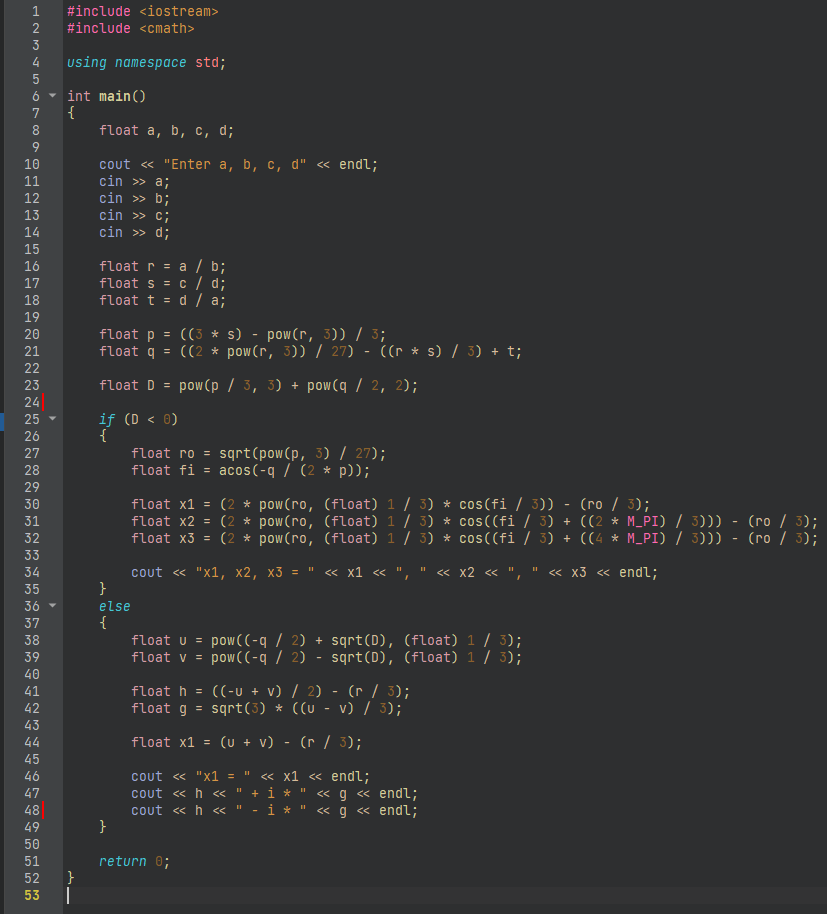 1 #include <iostream>
2 #include <cmath>
3
4 using namespace std;
5
6 int main()
7 {
8     float a, b, c, d;
9
10     cout << "Enter a, b, c, d" << endl;
11     cin >> a;
12     cin >> b;
13     cin >> c;
14     cin >> d;
15
16     float r = a / b;
17     float s = c / d;
18     float t = d / a;
19
20     float p = ((3 * s) - pow(r, 3)) / 3;
21     float q = ((2 * pow(r, 3)) / 27) - ((r * s) / 3) + t;
22
23     float D = pow(p / 3, 3) + pow(q / 2, 2);
24
25     if (D < 0)
26     {
27         float ro = sqrt(pow(p, 3) / 27);
28         float fi = acos(-q / (2 * p));
29
30         float x1 = (2 * pow(ro, (float) 1 / 3) * cos(fi / 3)) - (ro / 3);
31         float x2 = (2 * pow(ro, (float) 1 / 3) * cos((fi / 3) + ((2 * M_PI) / 3))) - (ro / 3);
32         float x3 = (2 * pow(ro, (float) 1 / 3) * cos((fi / 3) + ((4 * M_PI) / 3))) - (ro / 3);
33
34         cout << "x1, x2, x3 = " << x1 << ", " << x2 << ", " << x3 << endl;
35     }
36     else
37     {
38         float u = pow((-q / 2) + sqrt(D), (float) 1 / 3);
39         float v = pow((-q / 2) - sqrt(D), (float) 1 / 3);
40
41         float h = ((-u + v) / 2) - (r / 3);
42         float g = sqrt(3) * ((u - v) / 3);
43
44         float x1 = (u + v) - (r / 3);
45
46         cout << "x1 = " << x1 << endl;
47         cout << h << " + i * " << g << endl;
48         cout << h << " - i * " << g << endl;
49     }
50
51     return 0;
52 }
53